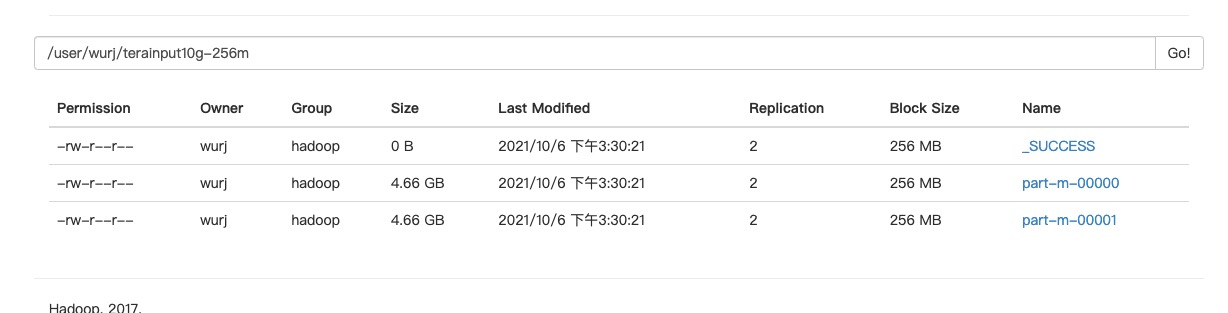 /user/wurj/terainput10g-256m Go!
Permission Owner Group Size Last Modified Replication Block Size Name
-rw-r--r-- wurj hadoop 0 B 2021/10/6 下午3:30:21 2 256 MB _SUCCESS
-rw-r--r-- wurj hadoop 4.66 GB 2021/10/6 下午3:30:21 2 256 MB part-m-00000
-rw-r--r-- wurj hadoop 4.66 GB 2021/10/6 下午3:30:21 2 256 MB part-m-00001
Hadoop, 2017.